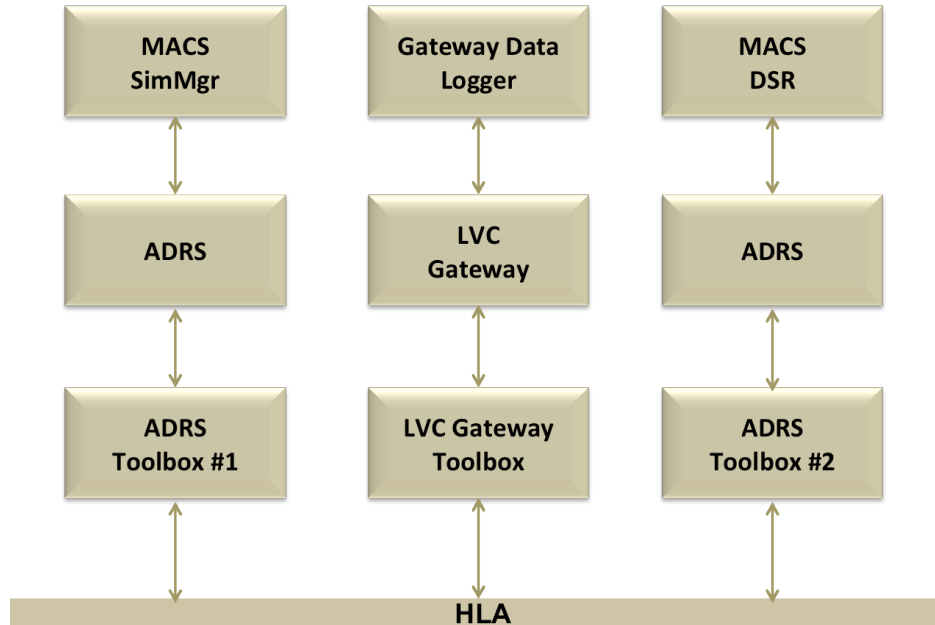 MACS
SimMgr
Gateway Data
Logger
MACS
DSR
ADRS
LVC
Gateway
ADRS
ADRS
Toolbox #1
LVC Gateway
Toolbox
ADRS
Toolbox #2
HLA